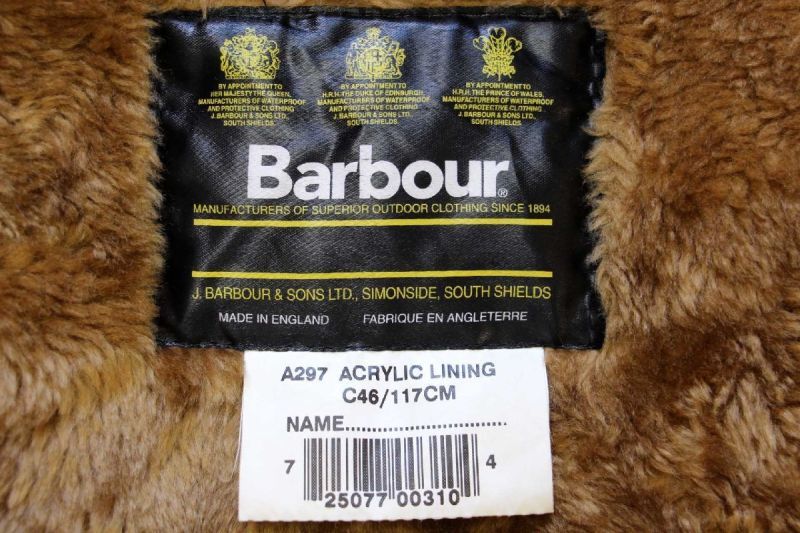 BY APPOINTMENT TO
HER MAJESTY THE QUEEN,
MANUFACTURERS OF WATERPROOF
AND PROTECTIVE CLOTHING
J. BARBOUR & SONS LTD.
SOUTH SHIELDS.
BY APPOINTMENT TO
H.R.H. THE DUKE OF EDINBURGH,
MANUFACTURERS OF WATERPROOF
AND PROTECTIVE CLOTHING
J. BARBOUR & SONS LTD.
SOUTH SHIELDS.
BY APPOINTMENT TO
H.R.H. THE PRINCE OF WALES,
MANUFACTURERS OF WATERPROOF
AND PROTECTIVE CLOTHING
J. BARBOUR & SONS LTD.
SOUTH SHIELDS.
Barbour®
MANUFACTURERS OF SUPERIOR OUTDOOR CLOTHING SINCE 1894
J. BARBOUR & SONS LTD., SIMONSIDE, SOUTH SHIELDS
MADE IN ENGLAND FABRIQUE EN ANGLETERRE
A297 ACRYLIC LINING
C46/117CM
NAME..............................
7 25077 00310 4